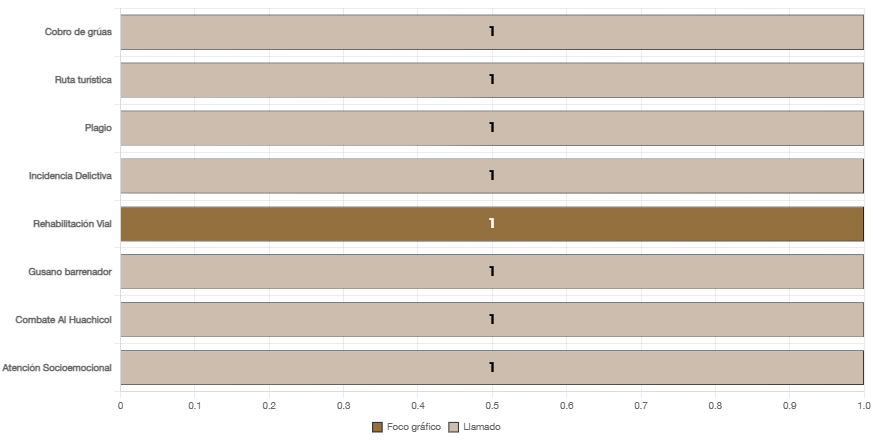 Cobro de grúas
1
Ruta turística
1
Plagio
1
Incidencia Delictiva
1
Rehabilitación Vial
1
Gusano barrenador
1
Combate Al Huachicol
1
Atención Socioemocional
1
0 0.1 0.2 0.3 0.4 0.5 0.6 0.7 0.8 0.9 1.0
Foco gráfico Llamado